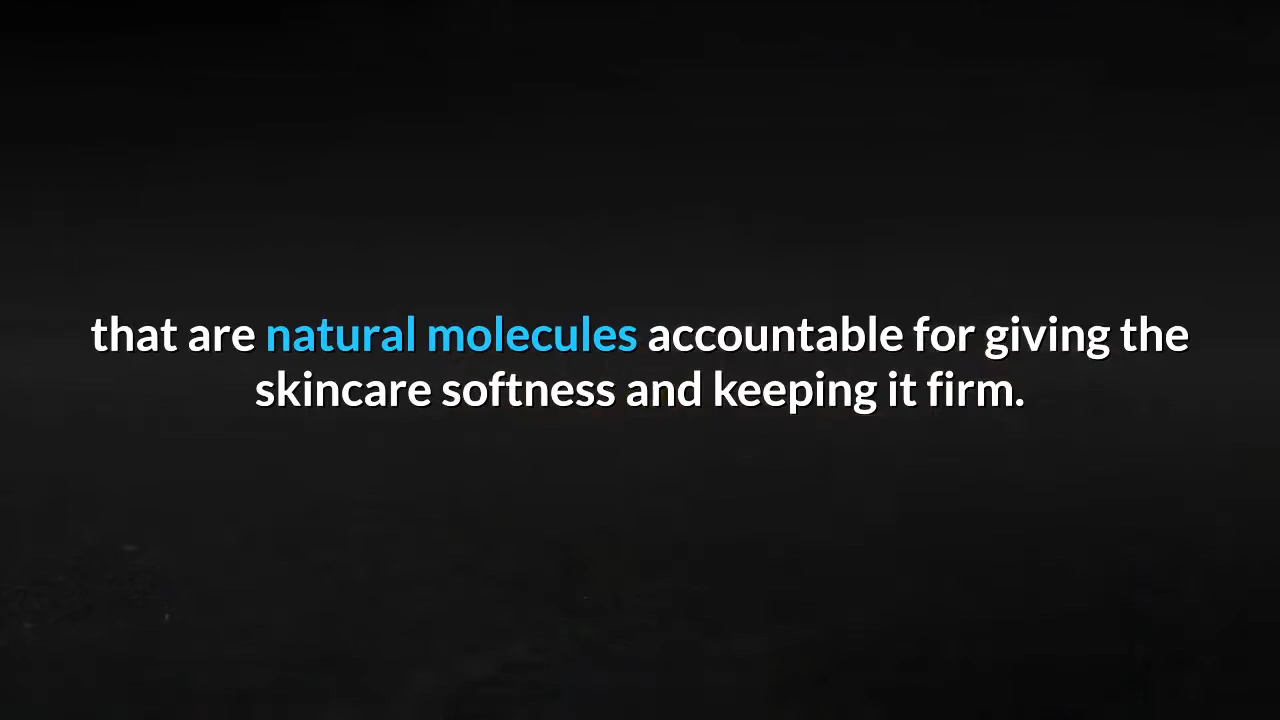 that are natural molecules accountable for giving the
skincare softness and keeping it firm.